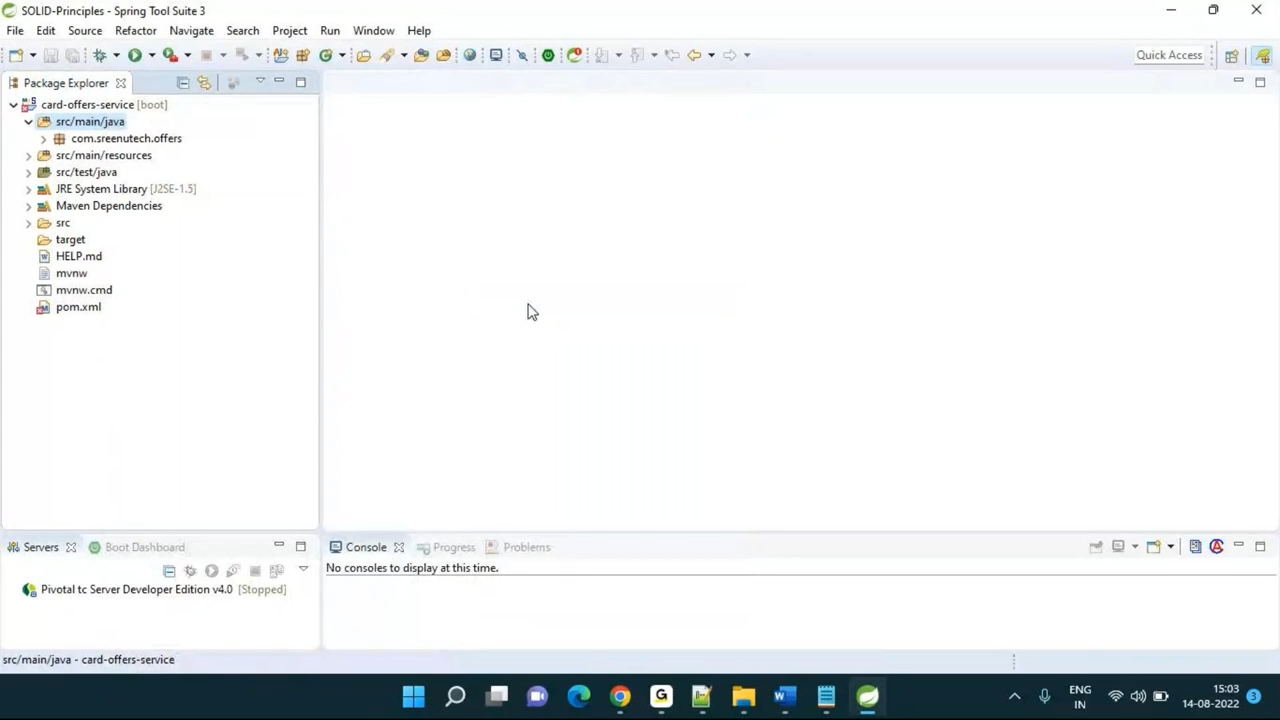 SOLID-Principles - Spring Tool Suite 3
File Edit Source Refactor Navigate Search Project Run Window Help
Quick Access
Package Explorer
card-offers-service [boot]
src/main/java
com.sreenutech.offers
src/main/resources
src/test/java
JRE System Library [J2SE-1.5]
Maven Dependencies
src
target
HELP.md
mvnw
mvnw.cmd
pom.xml
Servers Boot Dashboard
Pivotal tc Server Developer Edition v4.0 [Stopped]
Console Progress Problems
No consoles to display at this time.
src/main/java - card-offers-service
ENG
IN
15:03
14-08-2022
3